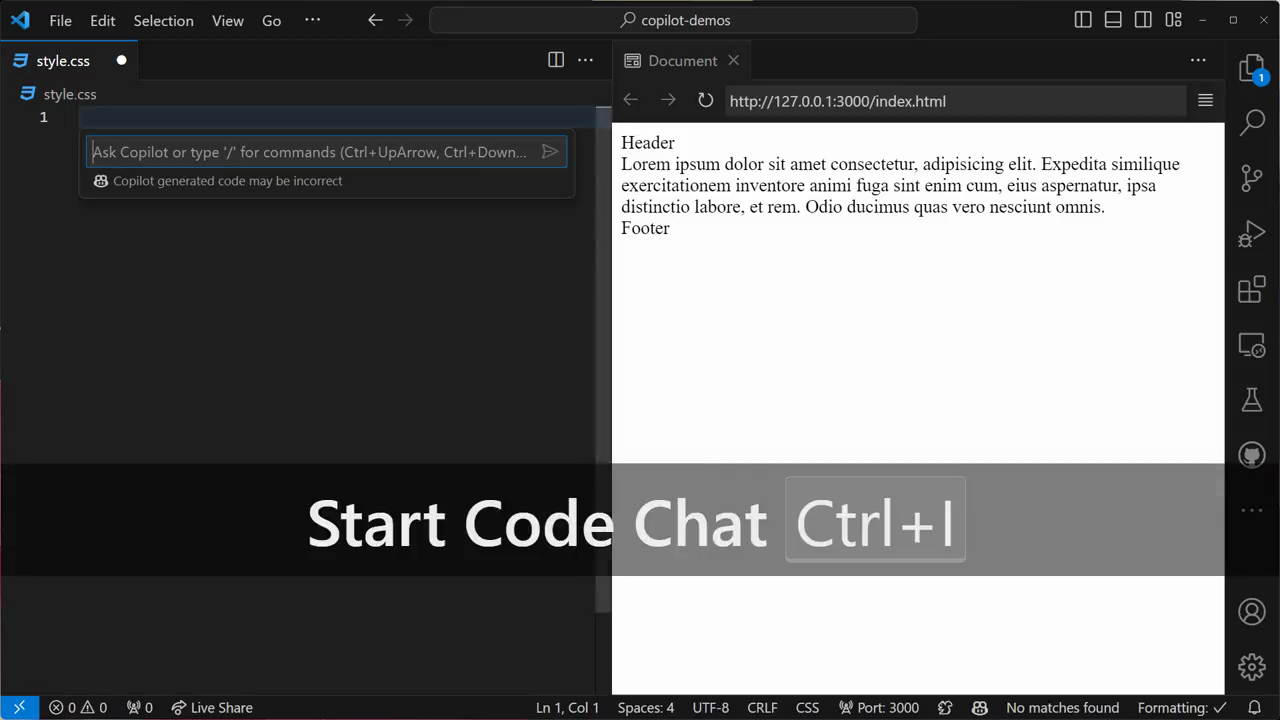 File Edit Selection View Go ··· copilot-demos
style.css
Document
style.css
http://127.0.0.1:3000/index.html
1
Ask Copilot or type '/' for commands (Ctrl+UpArrow, Ctrl+Down...
Copilot generated code may be incorrect
Header
Lorem ipsum dolor sit amet consectetur, adipisicing elit. Expedita similique
exercitationem inventore animi fuga sint enim cum, eius aspernatur, ipsa
distinctio labore, et rem. Odio ducimus quas vero nesciunt omnis.
Footer
1
Start Code Chat Ctrl+I
0 0 0 Live Share Ln 1, Col 1 Spaces: 4 UTF-8 CRLF CSS Port: 3000 No matches found Formatting: ✓